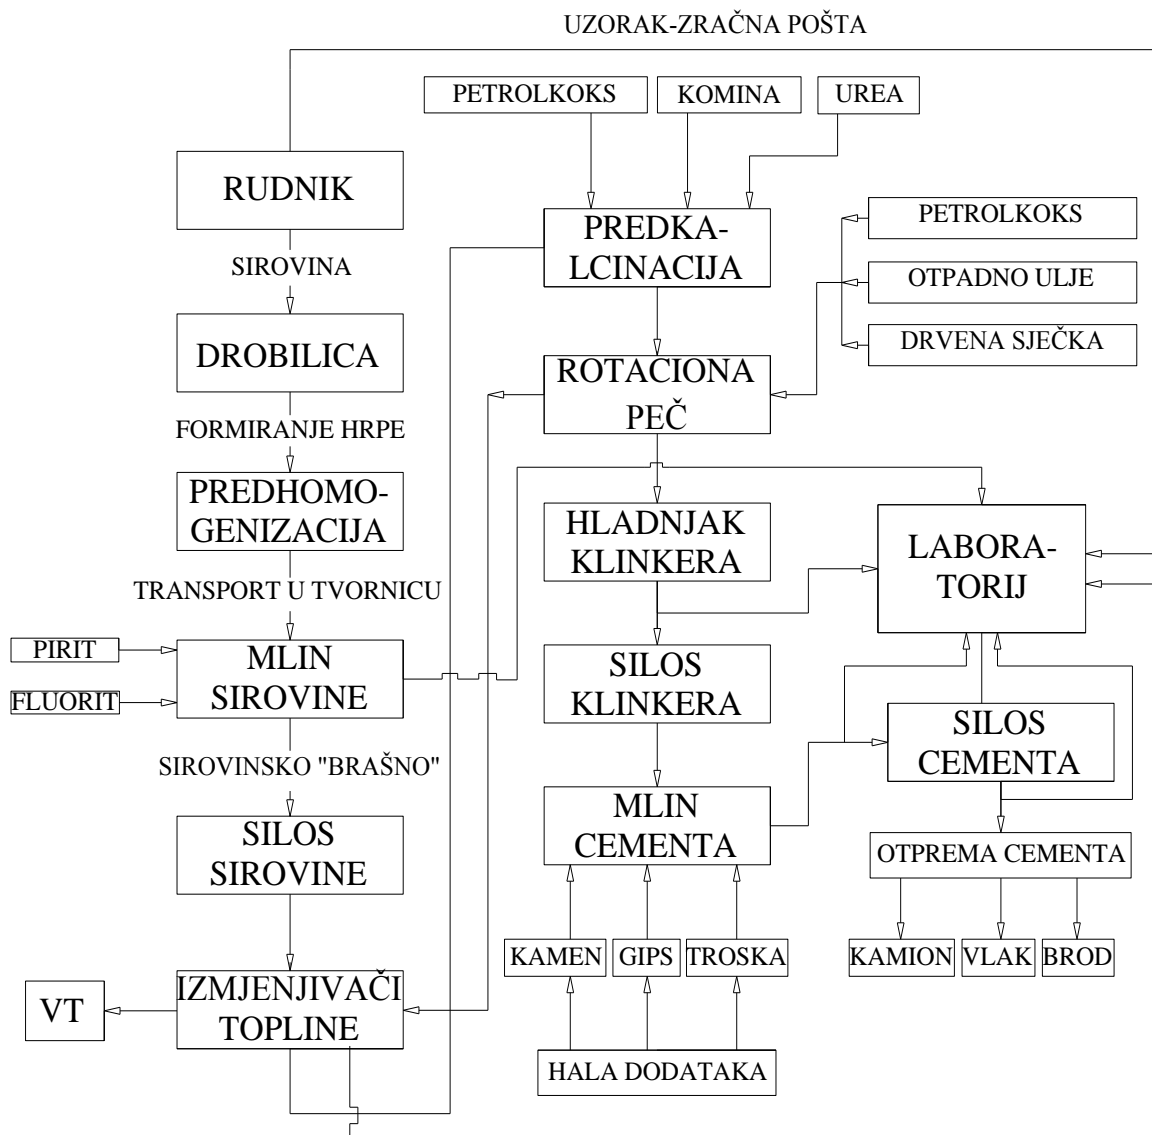 UZORAK-ZRAČNA POŠTA
PETROLKOKS
KOMINA
UREA
RUDNIK
PREDKA-
LCINACIJA
PETROLKOKS
SIROVINA
OTPADNO ULJE
DROBILICA
DRVENA SJEČKA
ROTACIONA
PEČ
FORMIRANJE HRPE
PREDHOMO-
GENIZACIJA
HLADNJAK
KLINKERA
LABORA-
TORIJ
TRANSPORT U TVORNICU
PIRIT
FLUORIT
MLIN
SIROVINE
SILOS
KLINKERA
SILOS
CEMENTA
SIROVINSKO "BRAŠNO"
MLIN
CEMENTA
SILOS
SIROVINE
OTPREMA CEMENTA
KAMEN
GIPS
TROSKA
KAMION
VLAK
BROD
VT
IZMJENJIVAČI
TOPLINE
HALA DODATAKA